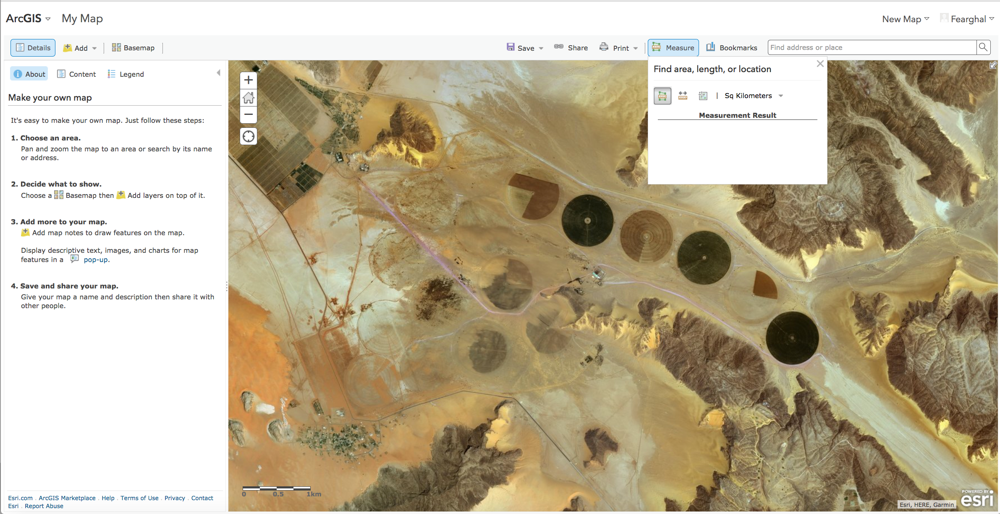 ArcGIS My Map New Map Fearghal
Details Add Basemap Save Share Print Measure Bookmarks Find address or place
About Content Legend
Make your own map
It's easy to make your own map. Just follow these steps:
1. Choose an area.
Pan and zoom the map to an area or search by its name
or address.
2. Decide what to show.
Choose a Basemap then Add layers on top of it.
3. Add more to your map.
Add map notes to draw features on the map.
Display descriptive text, images, and charts for map
features in a pop-up.
4. Save and share your map.
Give your map a name and description then share it with
other people.
Esri.com . ArcGIS Marketplace . Help . Terms of Use . Privacy . Contact
Esri . Report Abuse
Find area, length, or location
| Sq Kilometers
Measurement Result
0 0.5 1km
POWERED BY
esri
Esri, HERE, Garmin